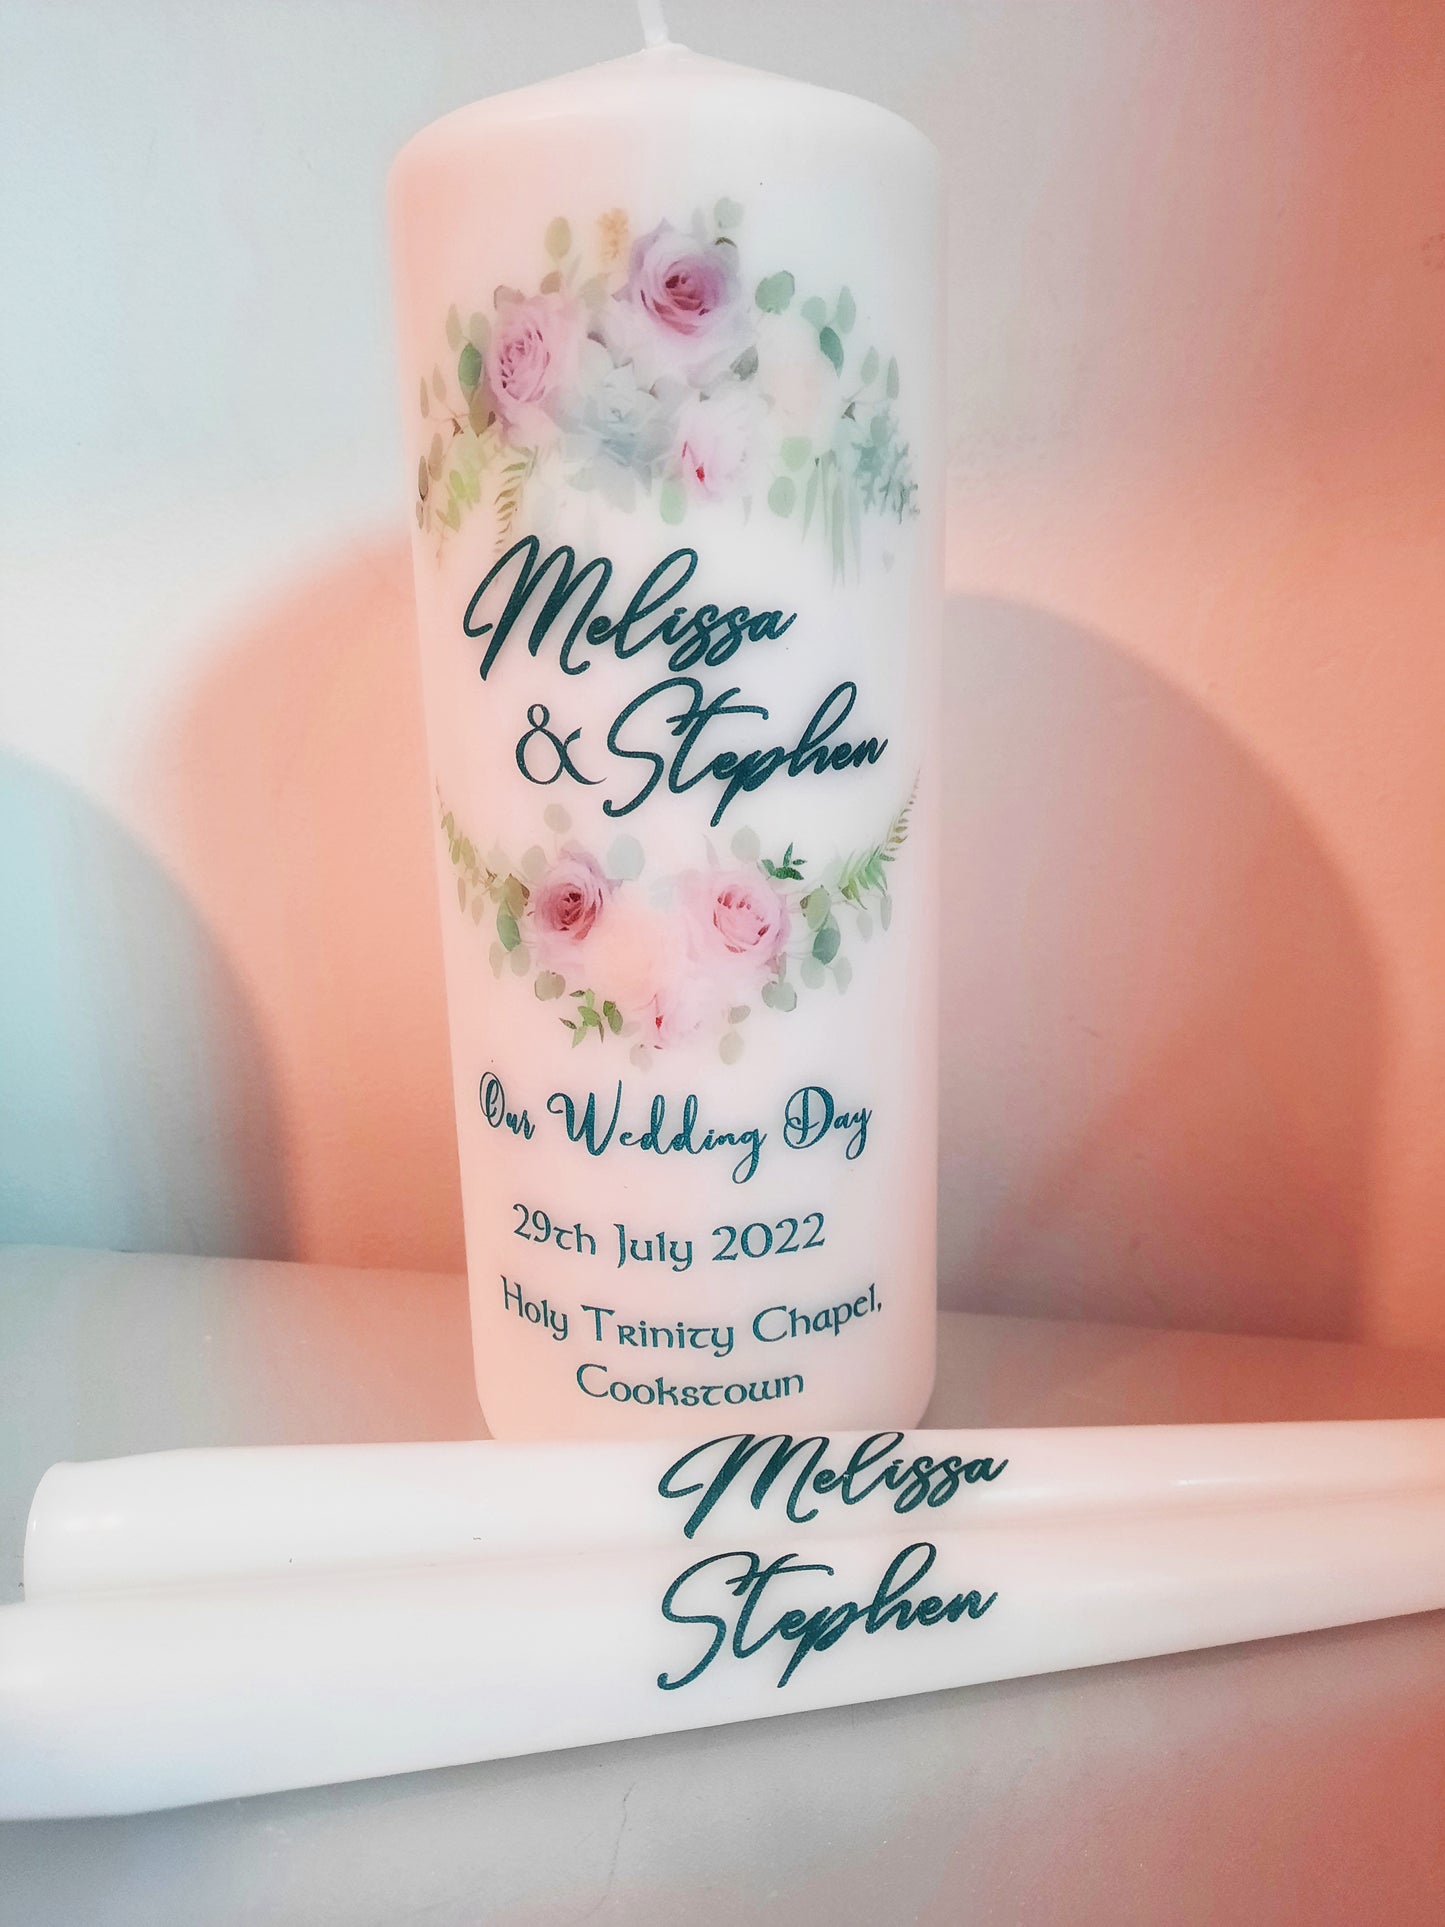 Melissa
& Stephen
Our Wedding Day
29th July 2022
Holy Trinity Chapel,
Cookstown
Melissa
Stephen